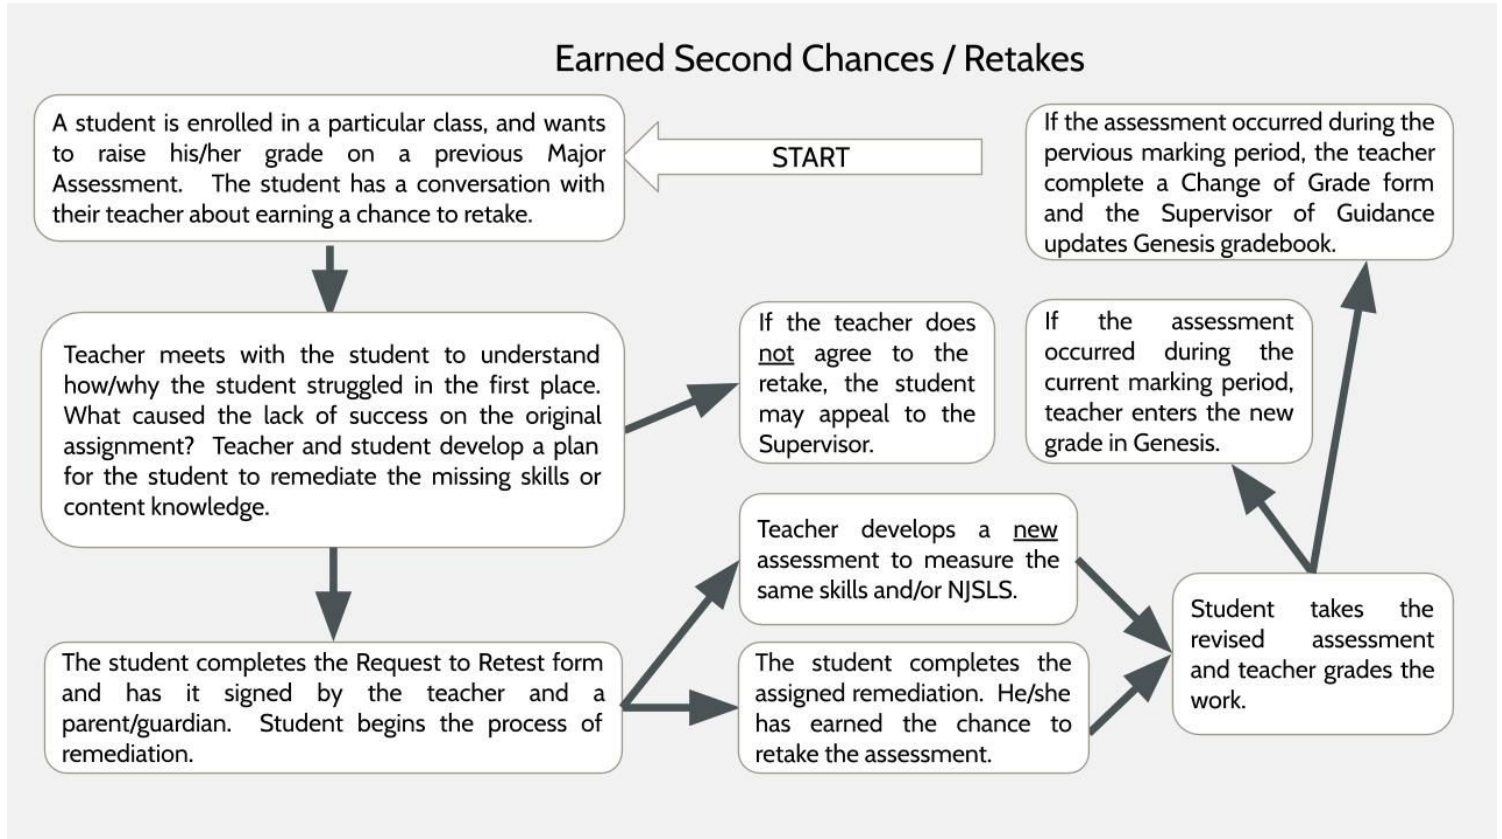 Earned Second Chances / Retakes
START
A student is enrolled in a particular class, and wants
to raise his/her grade on a previous Major
Assessment. The student has a conversation with
their teacher about earning a chance to retake.
Teacher meets with the student to understand
how/why the student struggled in the first place.
What caused the lack of success on the original
assignment? Teacher and student develop a plan
for the student to remediate the missing skills or
content knowledge.
If the teacher does
not agree to the
retake, the student
may appeal to the
Supervisor.
The student completes the Request to Retest form
and has it signed by the teacher and a
parent/guardian. Student begins the process of
remediation.
Teacher develops a new
assessment to measure the
same skills and/or NJSLS.
The student completes the
assigned remediation. He/she
has earned the chance to
retake the assessment.
Student takes the
revised assessment
and teacher grades the
work.
If the assessment
occurred during the
current marking period,
teacher enters the new
grade in Genesis.
If the assessment occurred during the
pervious marking period, the teacher
complete a Change of Grade form
and the Supervisor of Guidance
updates Genesis gradebook.